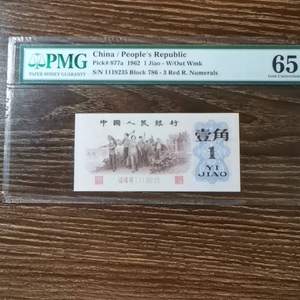 PMG
PAPER MONEY GUARANTY
China / People's Republic
Pick# 877a 1962 1 Jiao - W/Out Wmk
S/N 1118235 Block 786 - 3 Red R. Numerals
65
中国人民银行
壹角
1
YI
JIAO